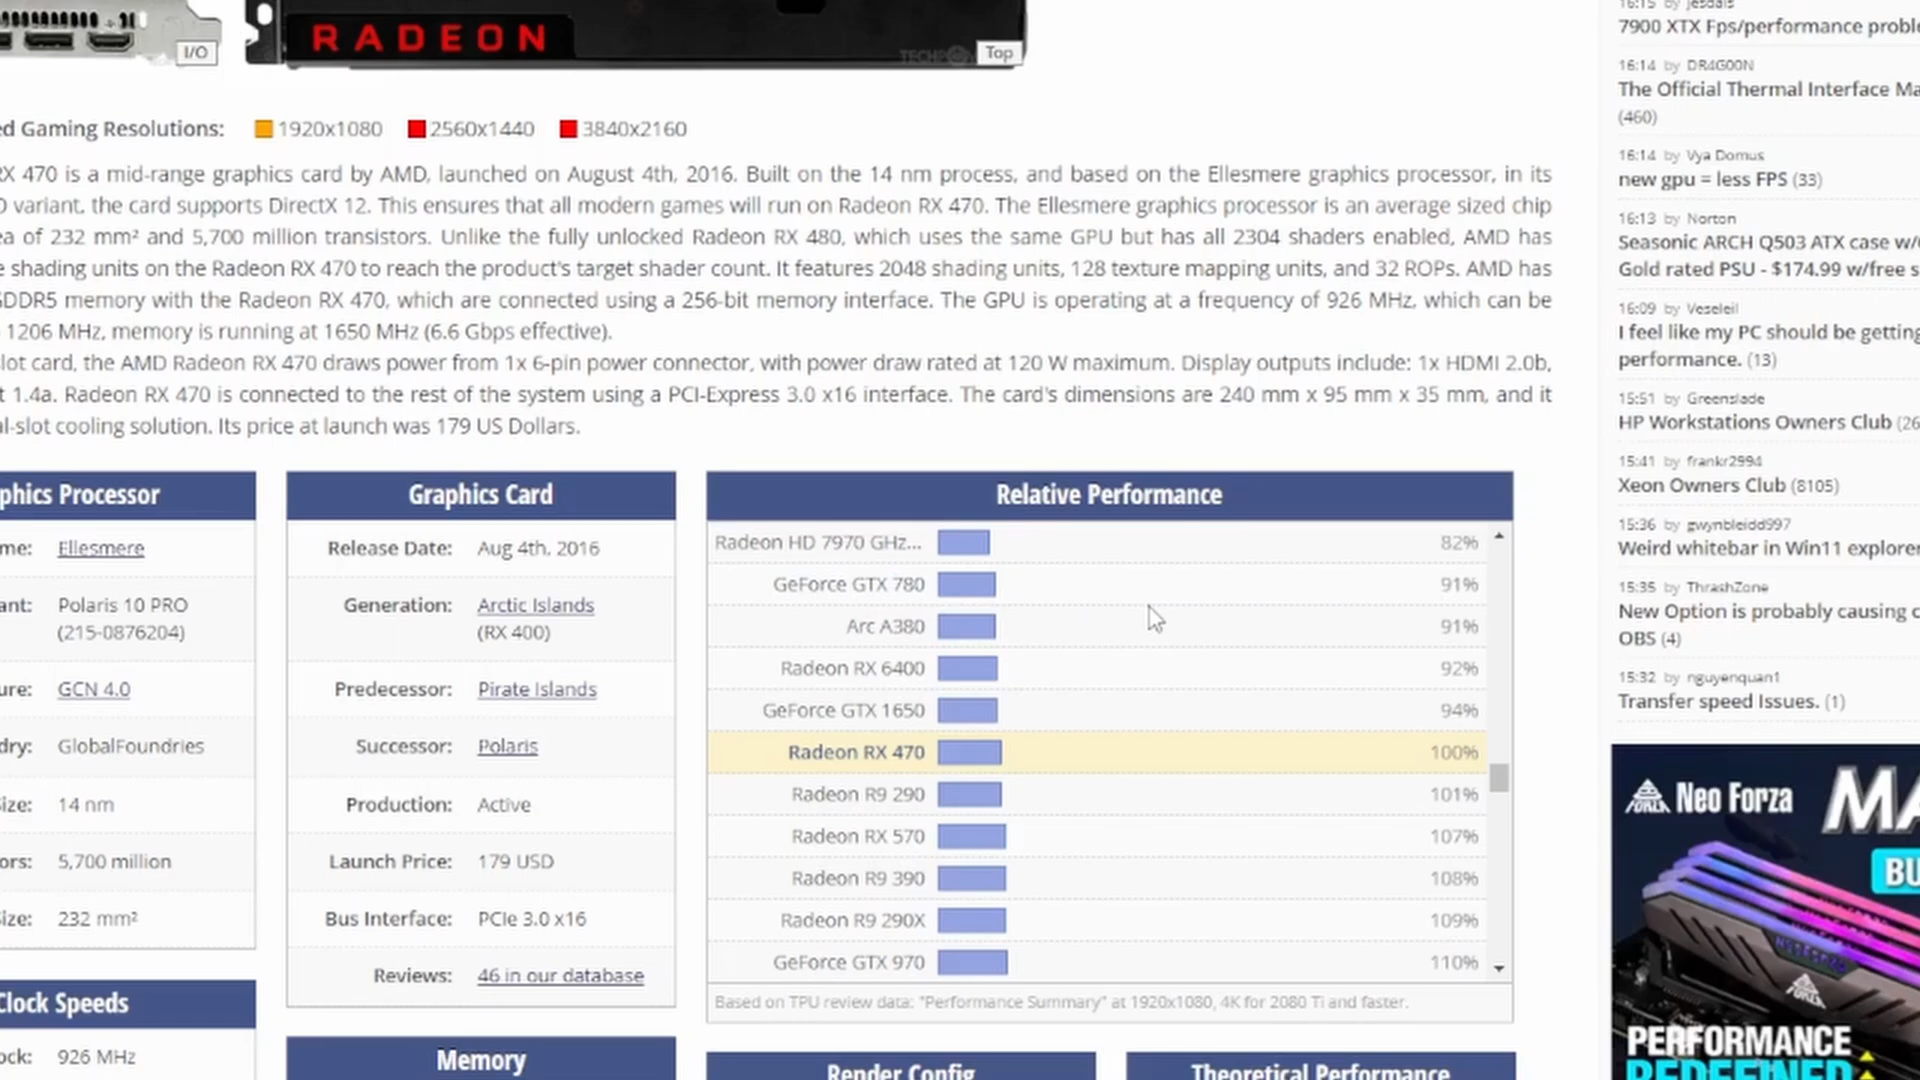 I/O
RADEON
TECHPOW
Top
ed Gaming Resolutions: 1920x1080 2560x1440 3840x2160
RX 470 is a mid-range graphics card by AMD, launched on August 4th, 2016. Built on the 14 nm process, and based on the Ellesmere graphics processor, in its
O variant, the card supports DirectX 12. This ensures that all modern games will run on Radeon RX 470. The Ellesmere graphics processor is an average sized chip
ea of 232 mm² and 5,700 million transistors. Unlike the fully unlocked Radeon RX 480, which uses the same GPU but has all 2304 shaders enabled, AMD has
e shading units on the Radeon RX 470 to reach the product's target shader count. It features 2048 shading units, 128 texture mapping units, and 32 ROPs. AMD has
GDDR5 memory with the Radeon RX 470, which are connected using a 256-bit memory interface. The GPU is operating at a frequency of 926 MHz, which can be
1206 MHz, memory is running at 1650 MHz (6.6 Gbps effective).
slot card, the AMD Radeon RX 470 draws power from 1x 6-pin power connector, with power draw rated at 120 W maximum. Display outputs include: 1x HDMI 2.0b,
t 1.4a. Radeon RX 470 is connected to the rest of the system using a PCI-Express 3.0 x16 interface. The card's dimensions are 240 mm x 95 mm x 35 mm, and it
al-slot cooling solution. Its price at launch was 179 US Dollars.
phics Processor
me: Ellesmere
ant: Polaris 10 PRO
(215-0876204)
ure: GCN 4.0
dry: GlobalFoundries
Size: 14 nm
ors: 5,700 million
Size: 232 mm²
Clock Speeds
ock: 926 MHz
Graphics Card
Release Date: Aug 4th, 2016
Generation: Arctic Islands
(RX 400)
Predecessor: Pirate Islands
Successor: Polaris
Production: Active
Launch Price: 179 USD
Bus Interface: PCIe 3.0 x16
Reviews: 46 in our database
Memory
Relative Performance
Radeon HD 7970 GHz... 82%
GeForce GTX 780 91%
Arc A380 91%
Radeon RX 6400 92%
GeForce GTX 1650 94%
Radeon RX 470 100%
Radeon R9 290 101%
Radeon RX 570 107%
Radeon R9 390 108%
Radeon R9 290X 109%
GeForce GTX 970 110%
Based on TPU review data: "Performance Summary" at 1920x1080, 4K for 2080 Ti and faster.
Render Config
Theoretical Performance
16:15 by jesdals
7900 XTX Fps/performance proble
16:14 by DR4G00N
The Official Thermal Interface Ma
(460)
16:14 by Vya Domus
new gpu = less FPS (33)
16:13 by Norton
Seasonic ARCH Q503 ATX case w/
Gold rated PSU - $174.99 w/free s
16:09 by Veseleil
I feel like my PC should be getting
performance. (13)
15:51 by Greenslade
HP Workstations Owners Club (26
15:41 by frankr2994
Xeon Owners Club (8105)
15:36 by gwynbleidd997
Weird whitebar in Win11 explorer
15:35 by ThrashZone
New Option is probably causing c
OBS (4)
15:32 by nguyenquan1
Transfer speed Issues. (1)
FORZA Neo Forza
MA
BU
PERFORMANCE
REDEFINED